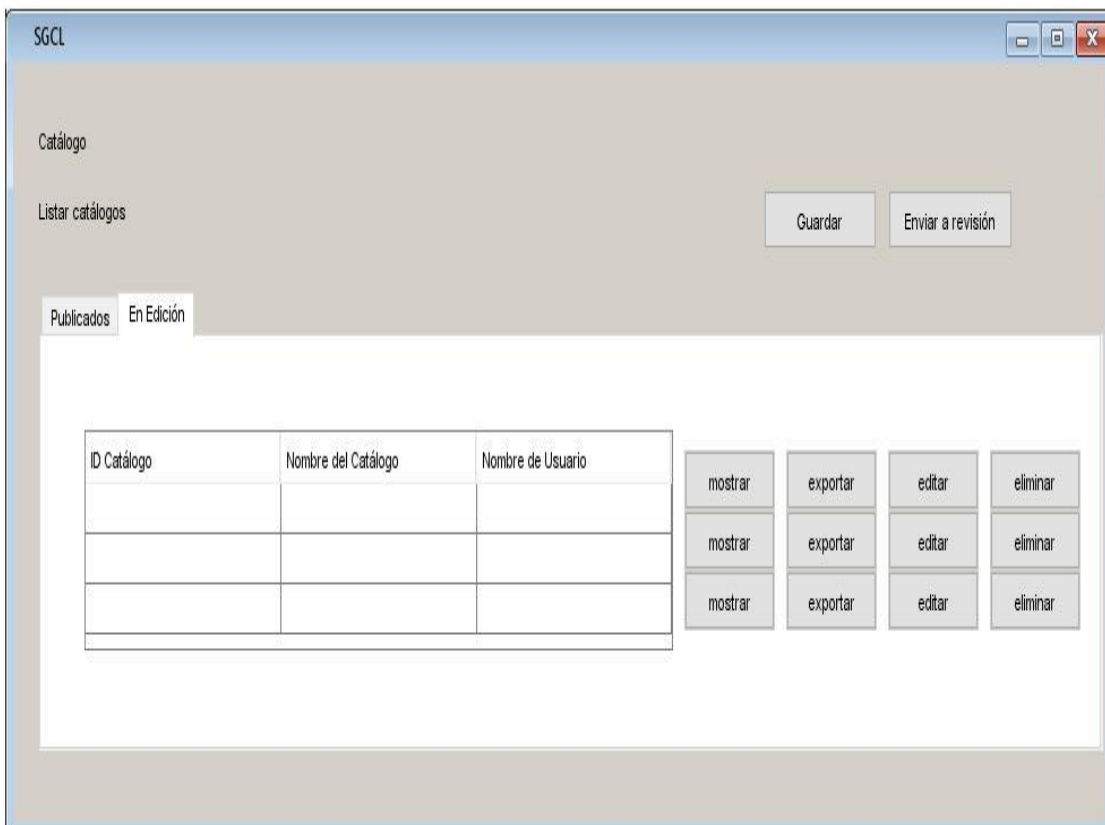 SGCL
Catálogo
Listar catálogos
Guardar Enviar a revisión
Publicados En Edición
ID Catálogo Nombre del Catálogo Nombre de Usuario
mostrar exportar editar eliminar
mostrar exportar editar eliminar
mostrar exportar editar eliminar